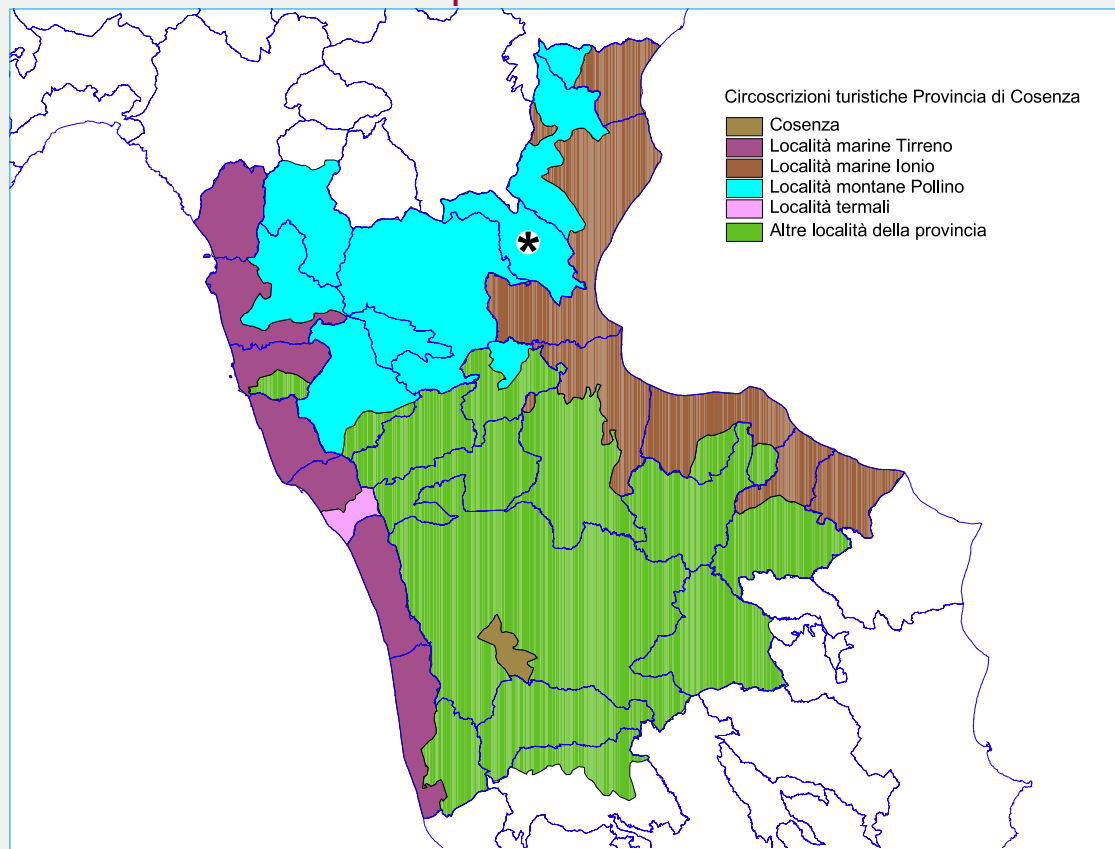 Circoscrizioni turistiche Provincia di Cosenza
Cosenza
Località marine Tirreno
Località marine Ionio
Località montane Pollino
Località termali
Altre località della provincia
*